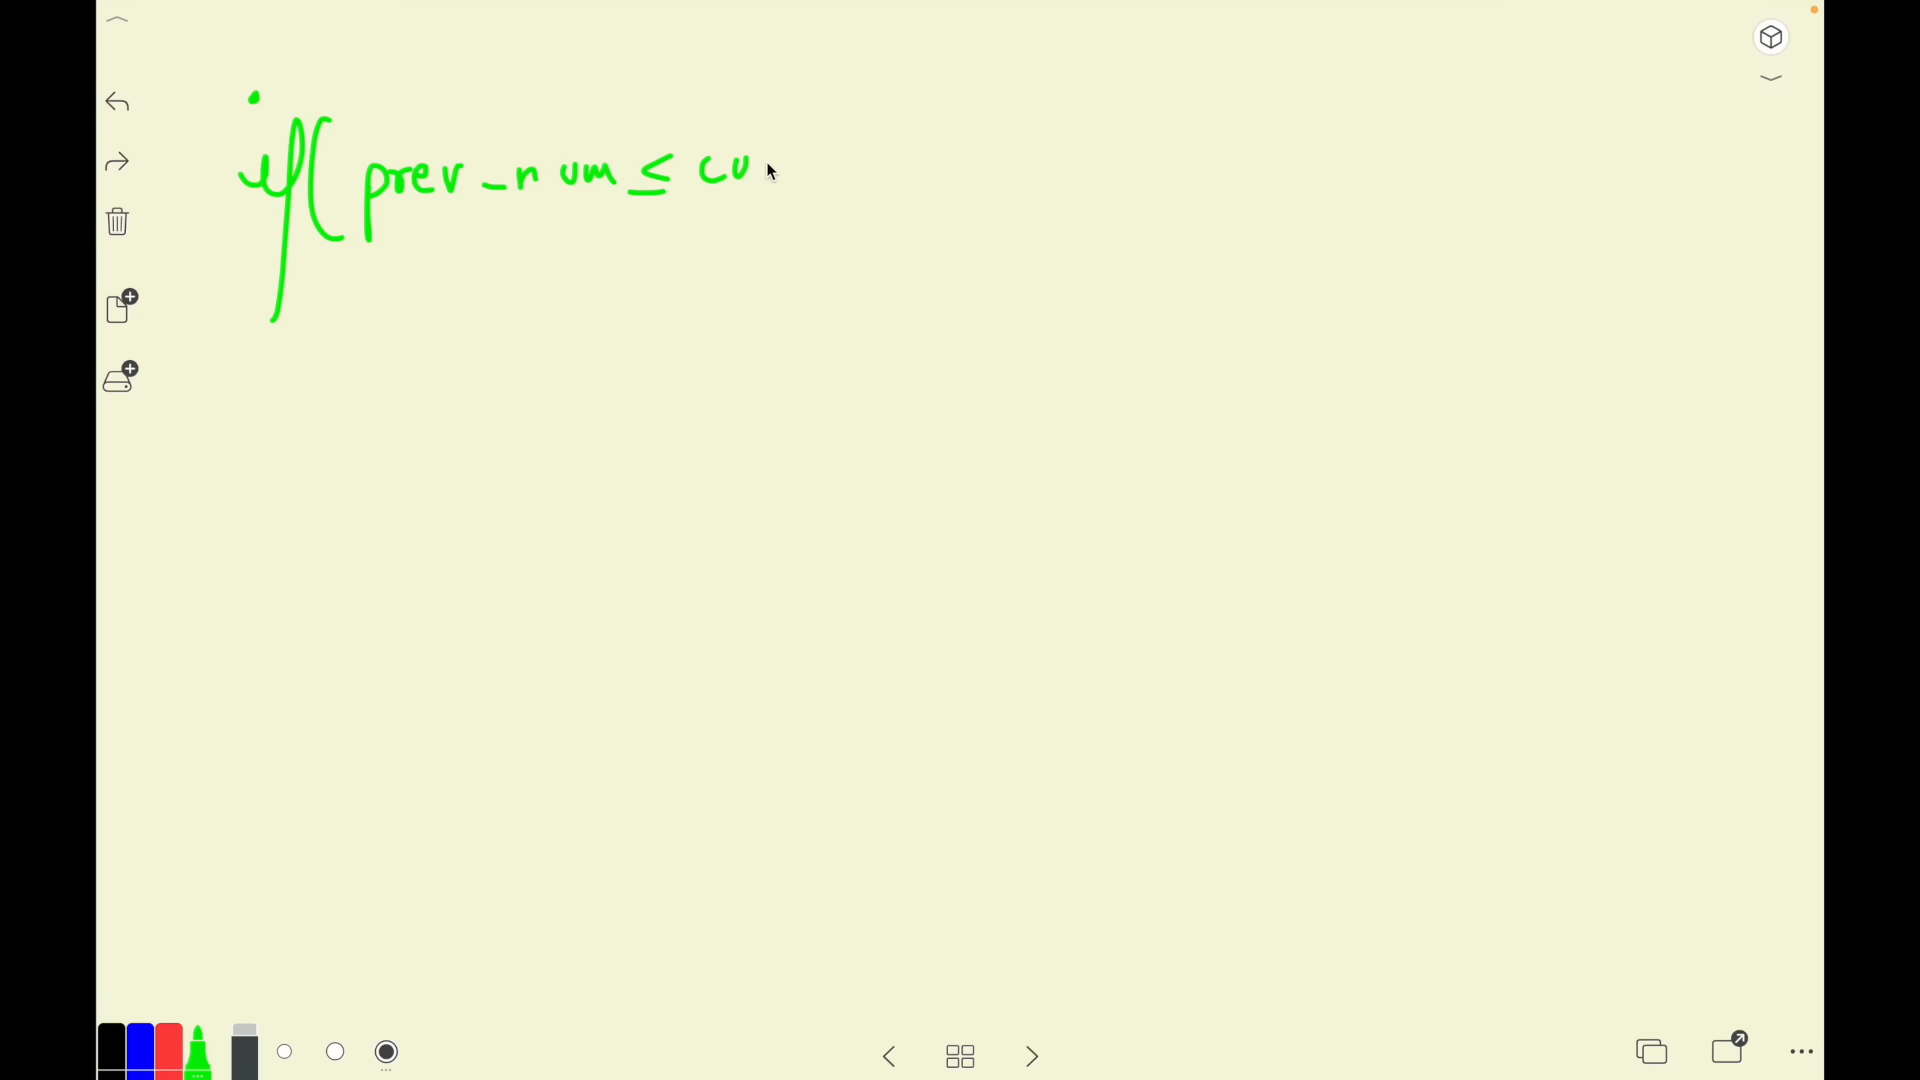 if( prev_num ≤ cu